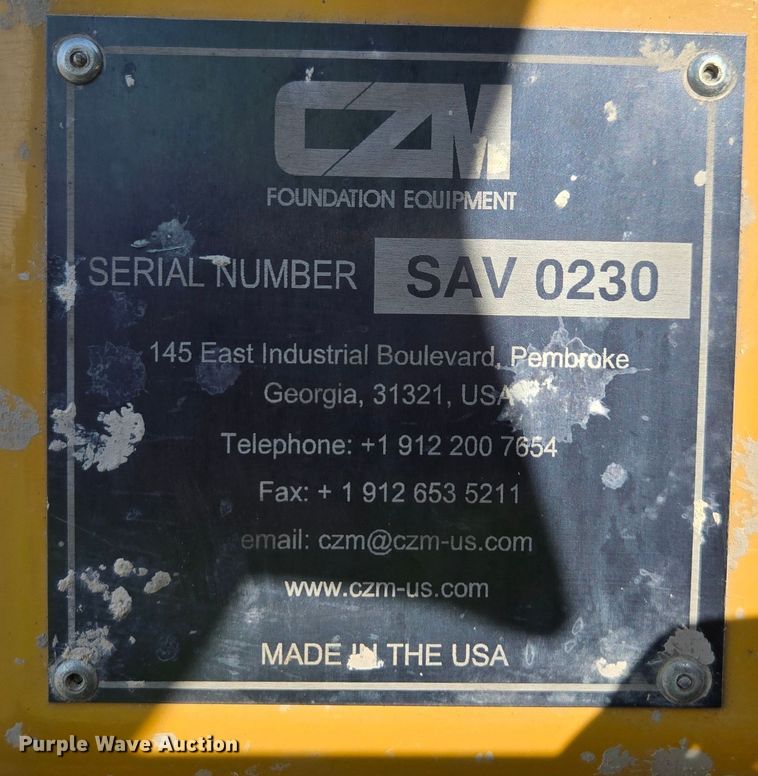 CZM
FOUNDATION EQUIPMENT
SERIAL NUMBER SAV 0230
145 East Industrial Boulevard, Pembroke
Georgia, 31321, USA
Telephone: +1 912 200 7654
Fax: + 1 912 653 5211
email: czm@czm-us.com
www.czm-us.com
MADE IN THE USA
Purple Wave Auction